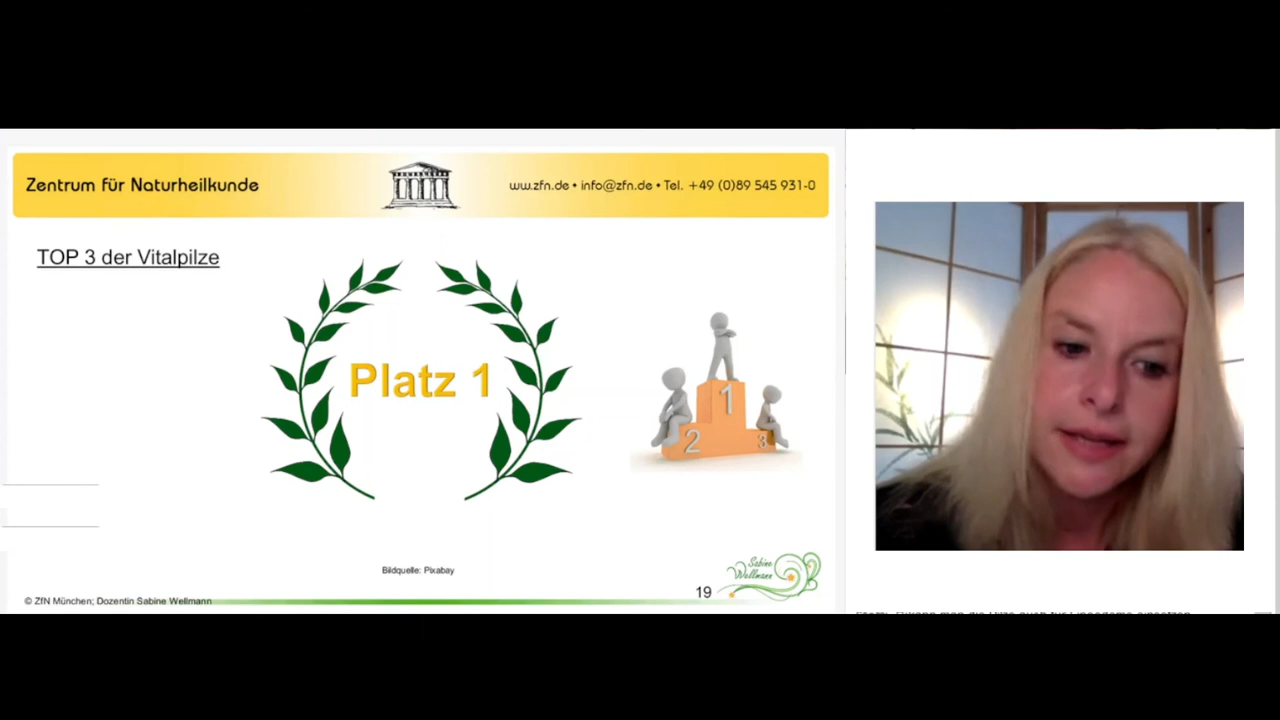 Zentrum für Naturheilkunde
ww.zfn.de • info@zfn.de • Tel. +49 (0)89 545 931-0
TOP 3 der Vitalpilze
Platz 1
1
2
3
Bildquelle: Pixabay
Sabine
Wellmann
19
© ZfN München; Dozentin Sabine Wellmann